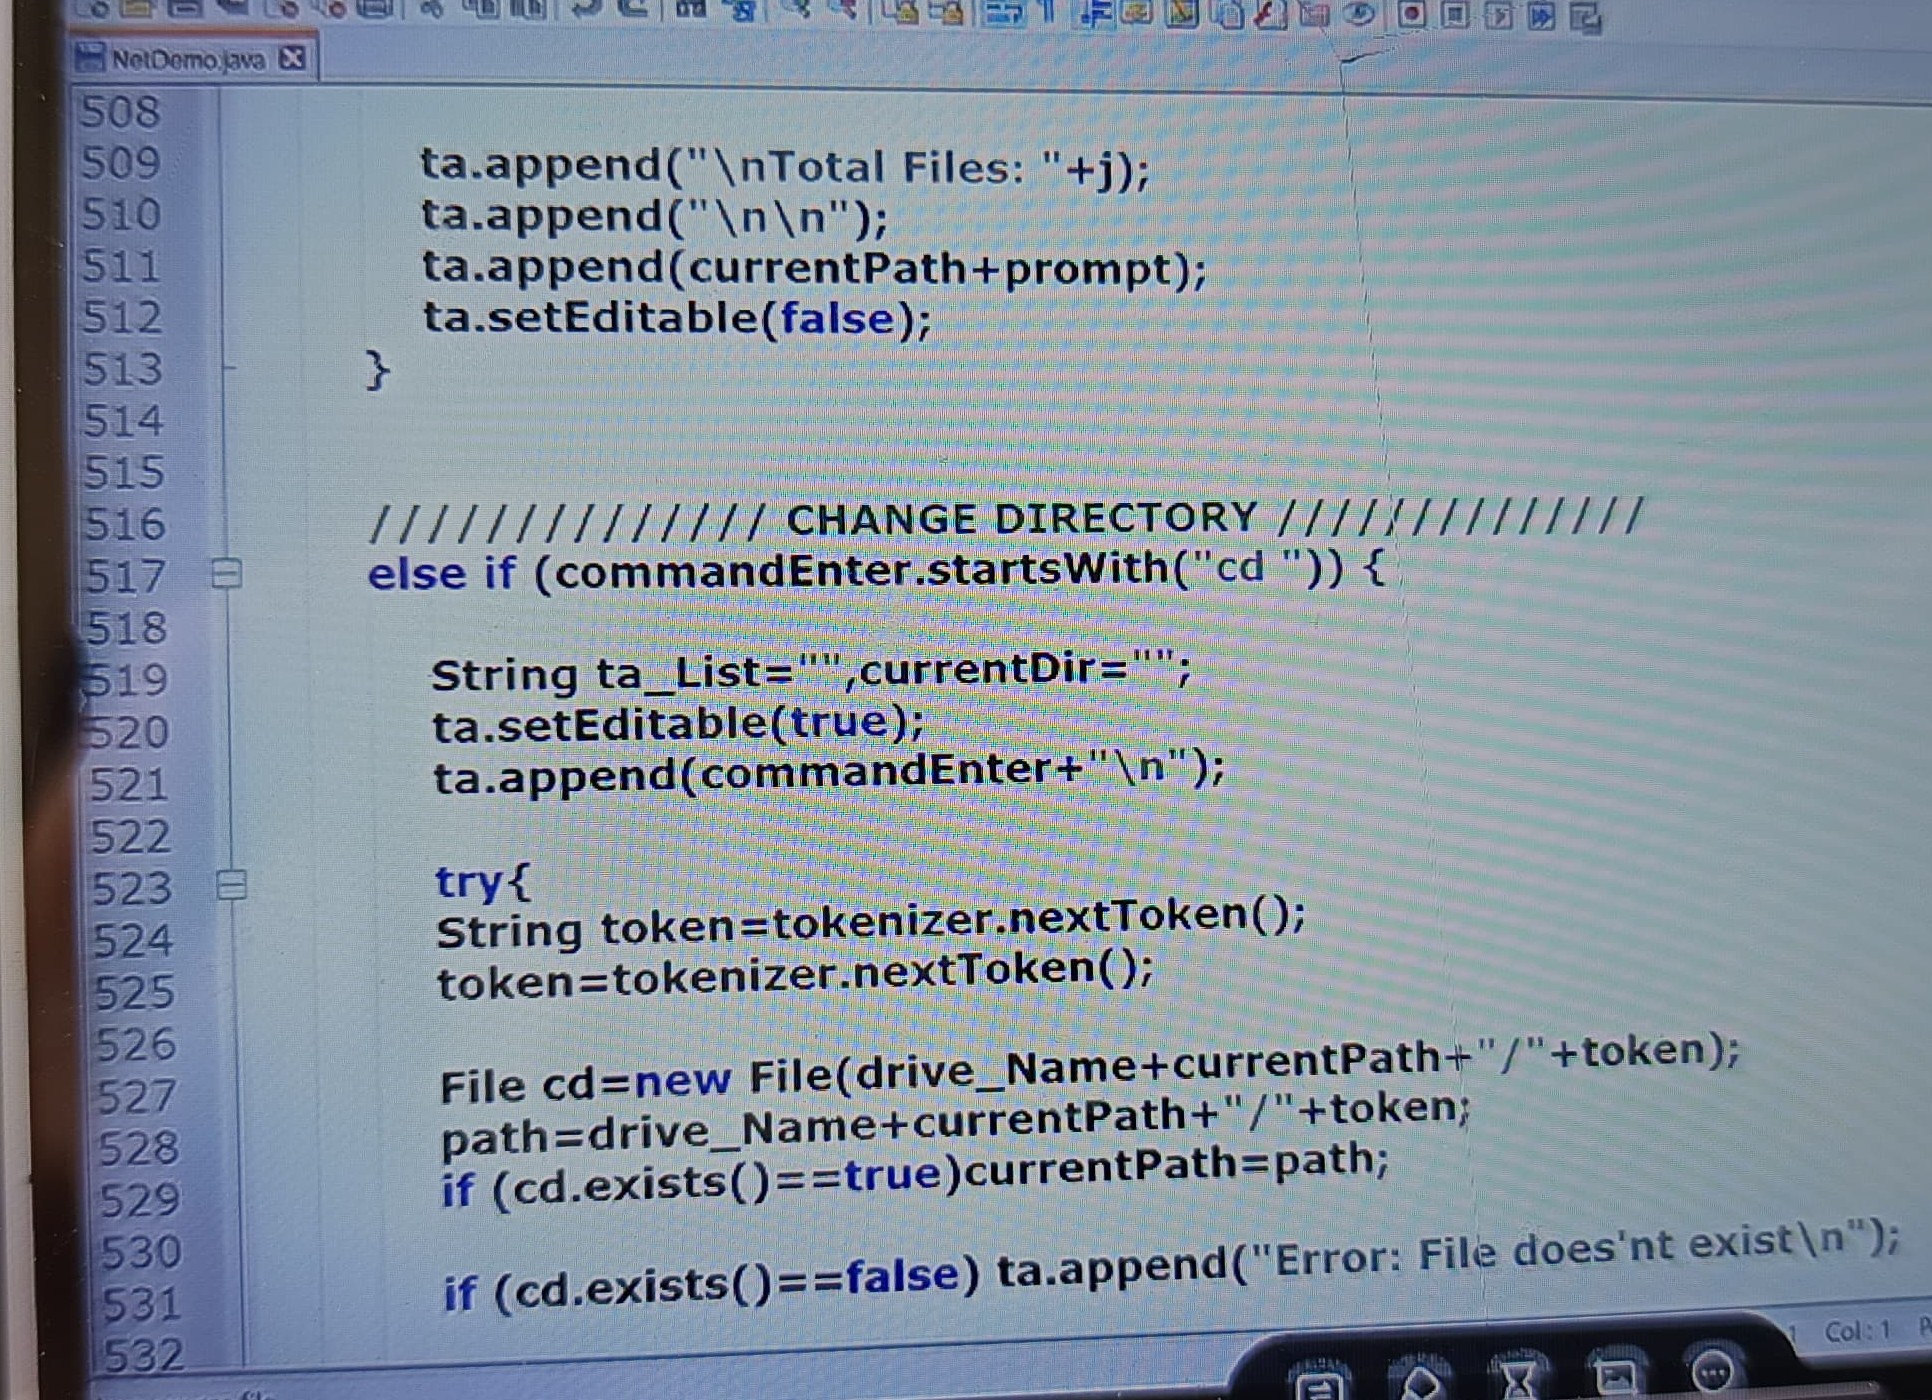 NetDemo.java
508
509 ta.append("\nTotal Files: "+j);
510 ta.append("\n\n");
511 ta.append(currentPath+prompt);
512 ta.setEditable(false);
513 }
514
515
516 ////////////// CHANGE DIRECTORY //////////////
517 else if (commandEnter.startsWith("cd ")) {
518
519 String ta_List="",currentDir="";
520 ta.setEditable(true);
521 ta.append(commandEnter+"\n");
522
523 try{
524 String token=tokenizer.nextToken();
525 token=tokenizer.nextToken();
526
527 File cd=new File(drive_Name+currentPath+"/"+token);
528 path=drive_Name+currentPath+"/"+token;
529 if (cd.exists()==true)currentPath=path;
530
531 if (cd.exists()==false) ta.append("Error: File does'nt exist\n");
532
Col : 1